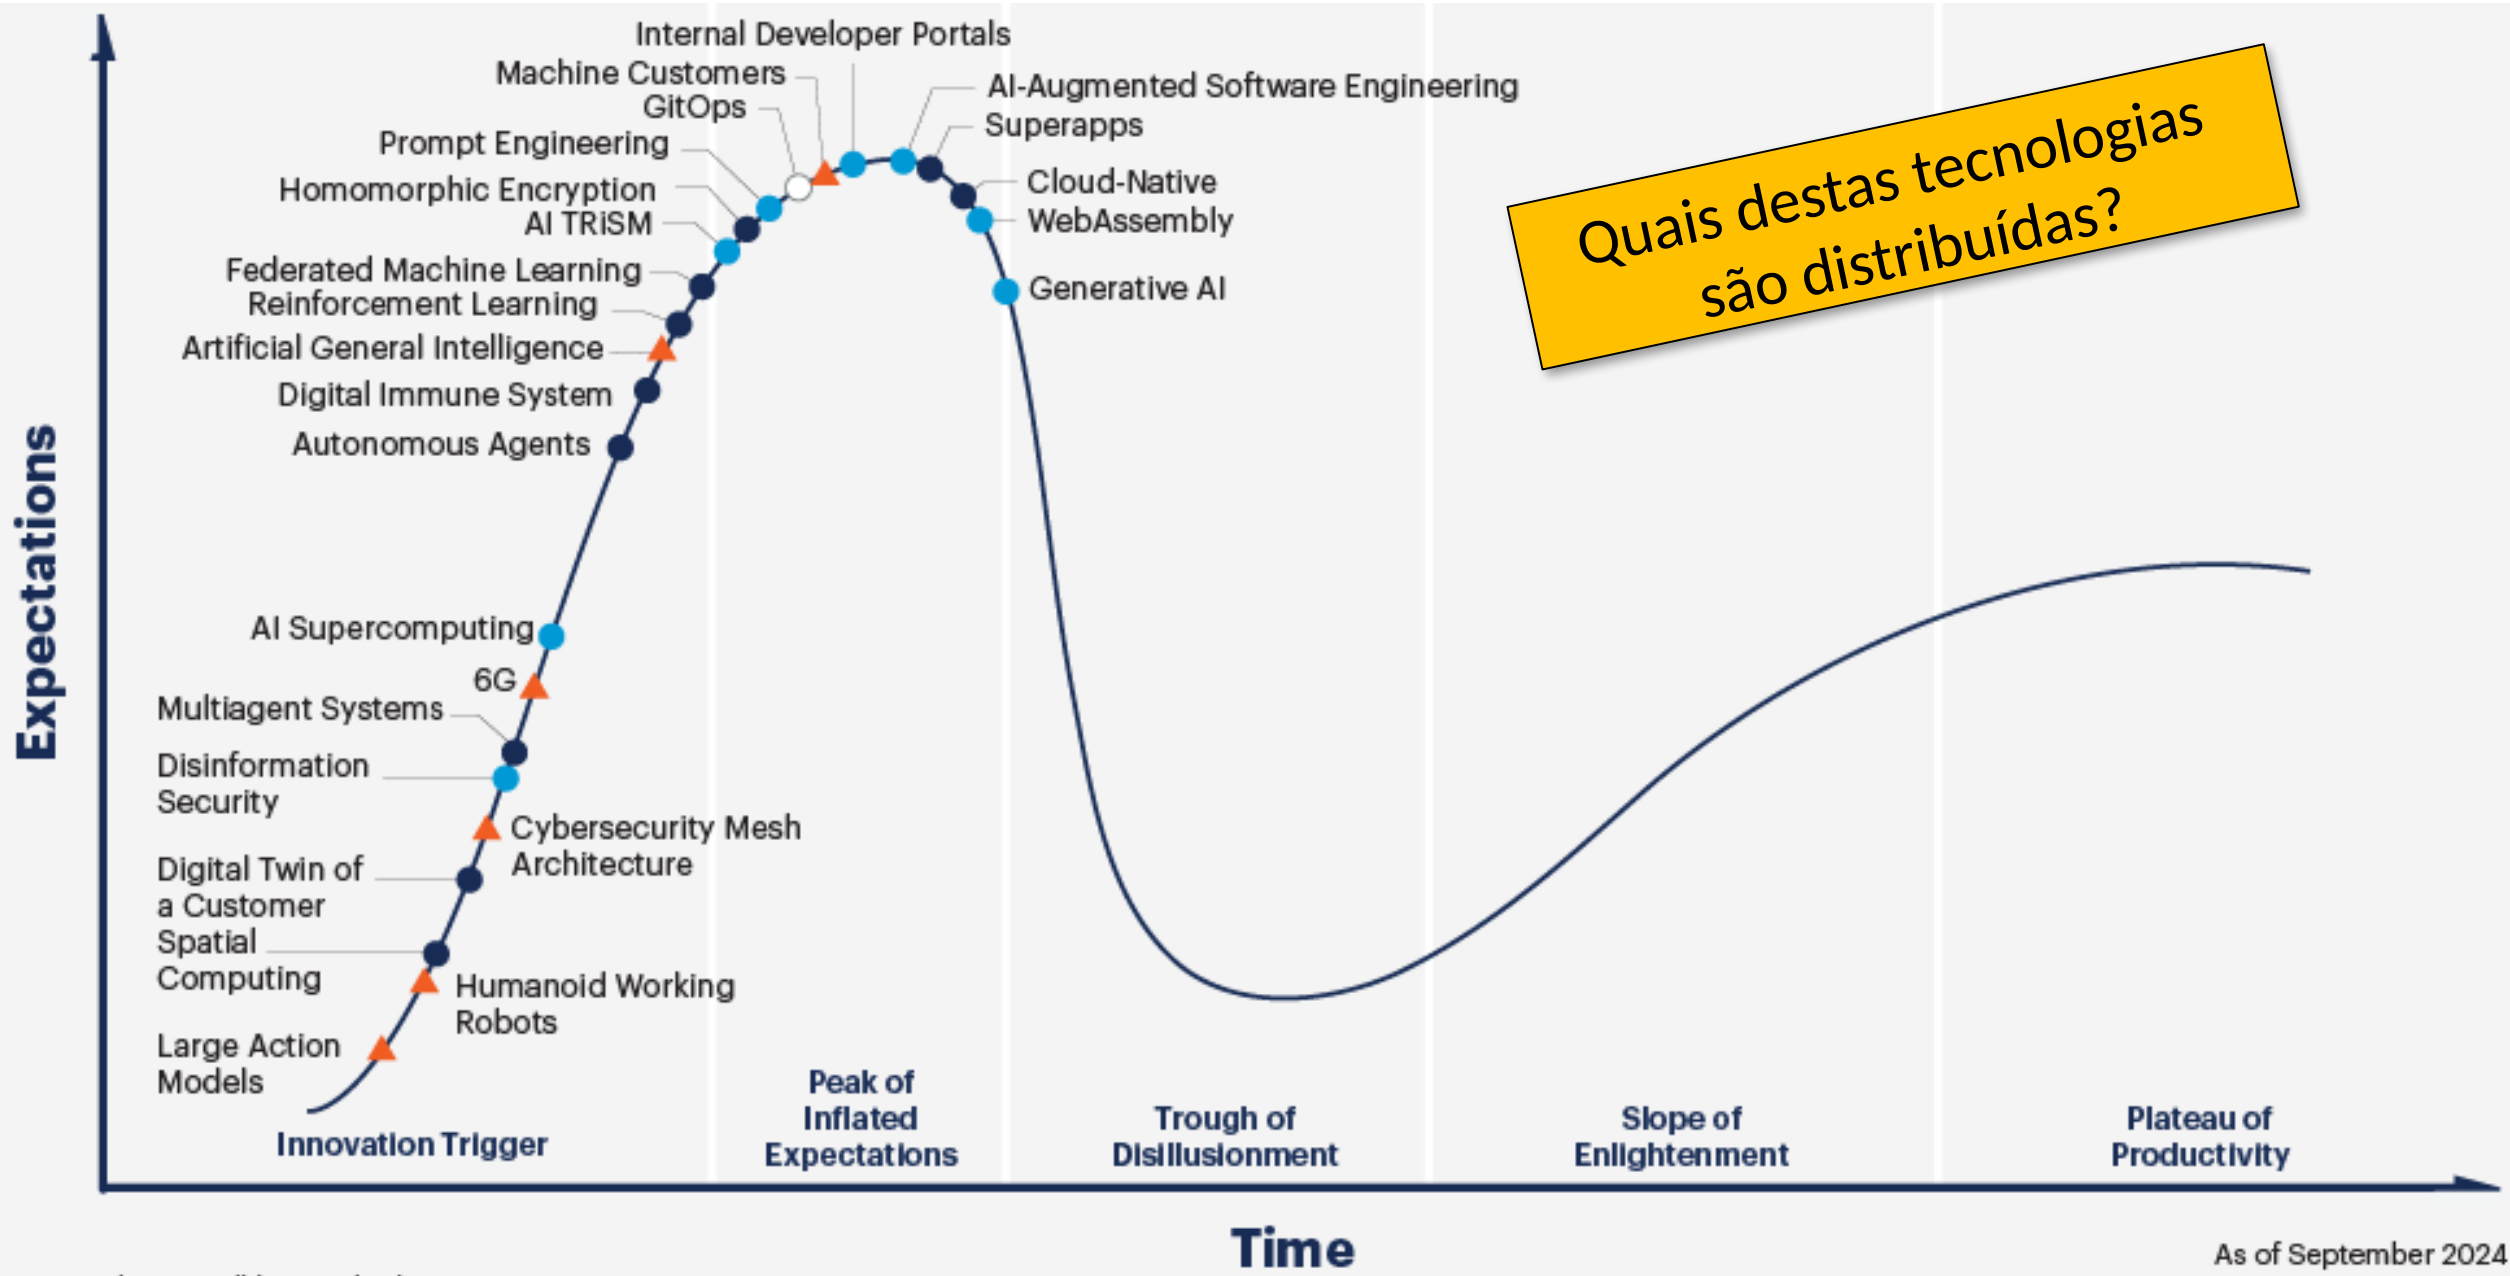 Internal Developer Portals
Machine Customers
GitOps
Prompt Engineering
Homomorphic Encryption
AI TRiSM
Federated Machine Learning
Reinforcement Learning
Artificial General Intelligence
Digital Immune System
Autonomous Agents
AI Supercomputing
6G
Multiagent Systems
Disinformation
Security
Cybersecurity Mesh
Architecture
Digital Twin of
a Customer
Spatial
Computing
Humanoid Working
Robots
Large Action
Models
AI-Augmented Software Engineering
Superapps
Cloud-Native
WebAssembly
Generative AI
Quais destas tecnologias
são distribuídas?
Expectations
Innovation Trigger
Peak of
Inflated
Expectations
Trough of
Disillusionment
Slope of
Enlightenment
Plateau of
Productivity
Time
As of September 2024